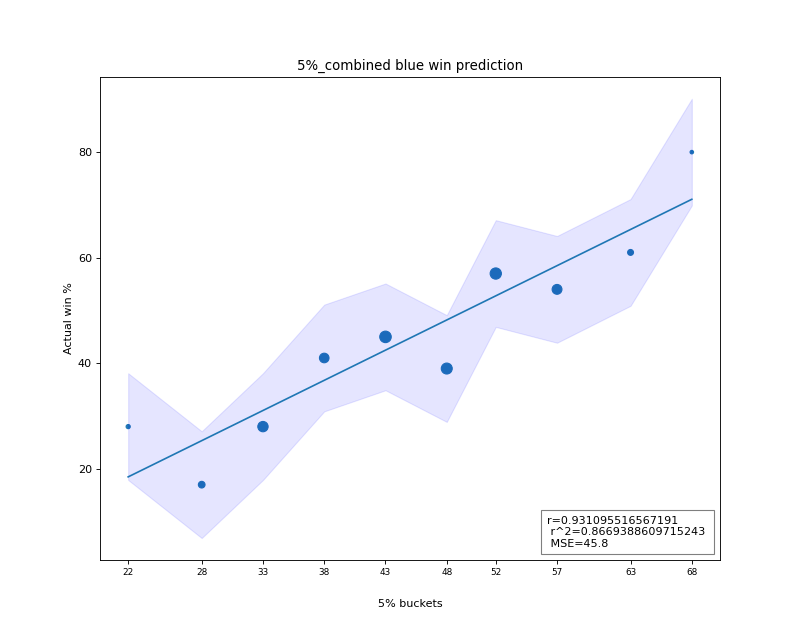 5%_combined blue win prediction
Actual win %
80
60
40
20
r=0.931095516567191
r^2=0.8669388609715243
MSE=45.8
22 28 33 38 43 48 52 57 63 68
5% buckets